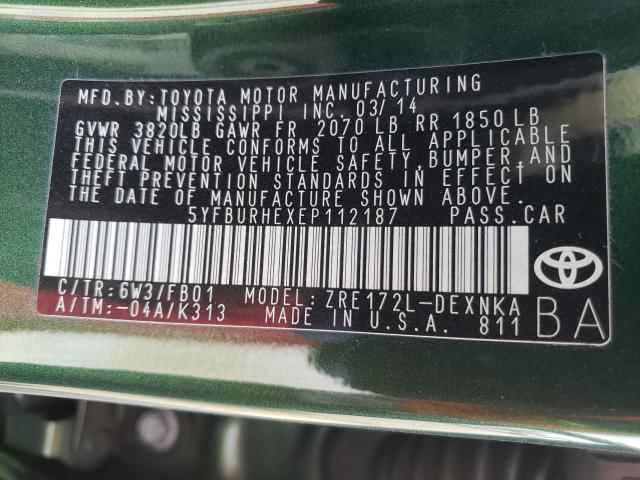 MFD. BY: TOYOTA MOTOR MANUFACTURING
MISSISSIPPI INC. 03/14
GVWR 3820LB GAWR FR 2070 LB RR 1850 LB
THIS VEHICLE CONFORMS TO ALL APPLICABLE
FEDERAL MOTOR VEHICLE SAFETY, BUMPER, AND
THEFT PREVENTION STANDARDS IN EFFECT ON
THE DATE OF MANUFACTURE SHOWN ABOVE.
5YFBURHEXEP112187 PASS.CAR
C/TR:6W3/FB01 MODEL:ZRE172L-DEXNKA
A/TM:-04A/K313 MADE IN U.S.A. 811
BA